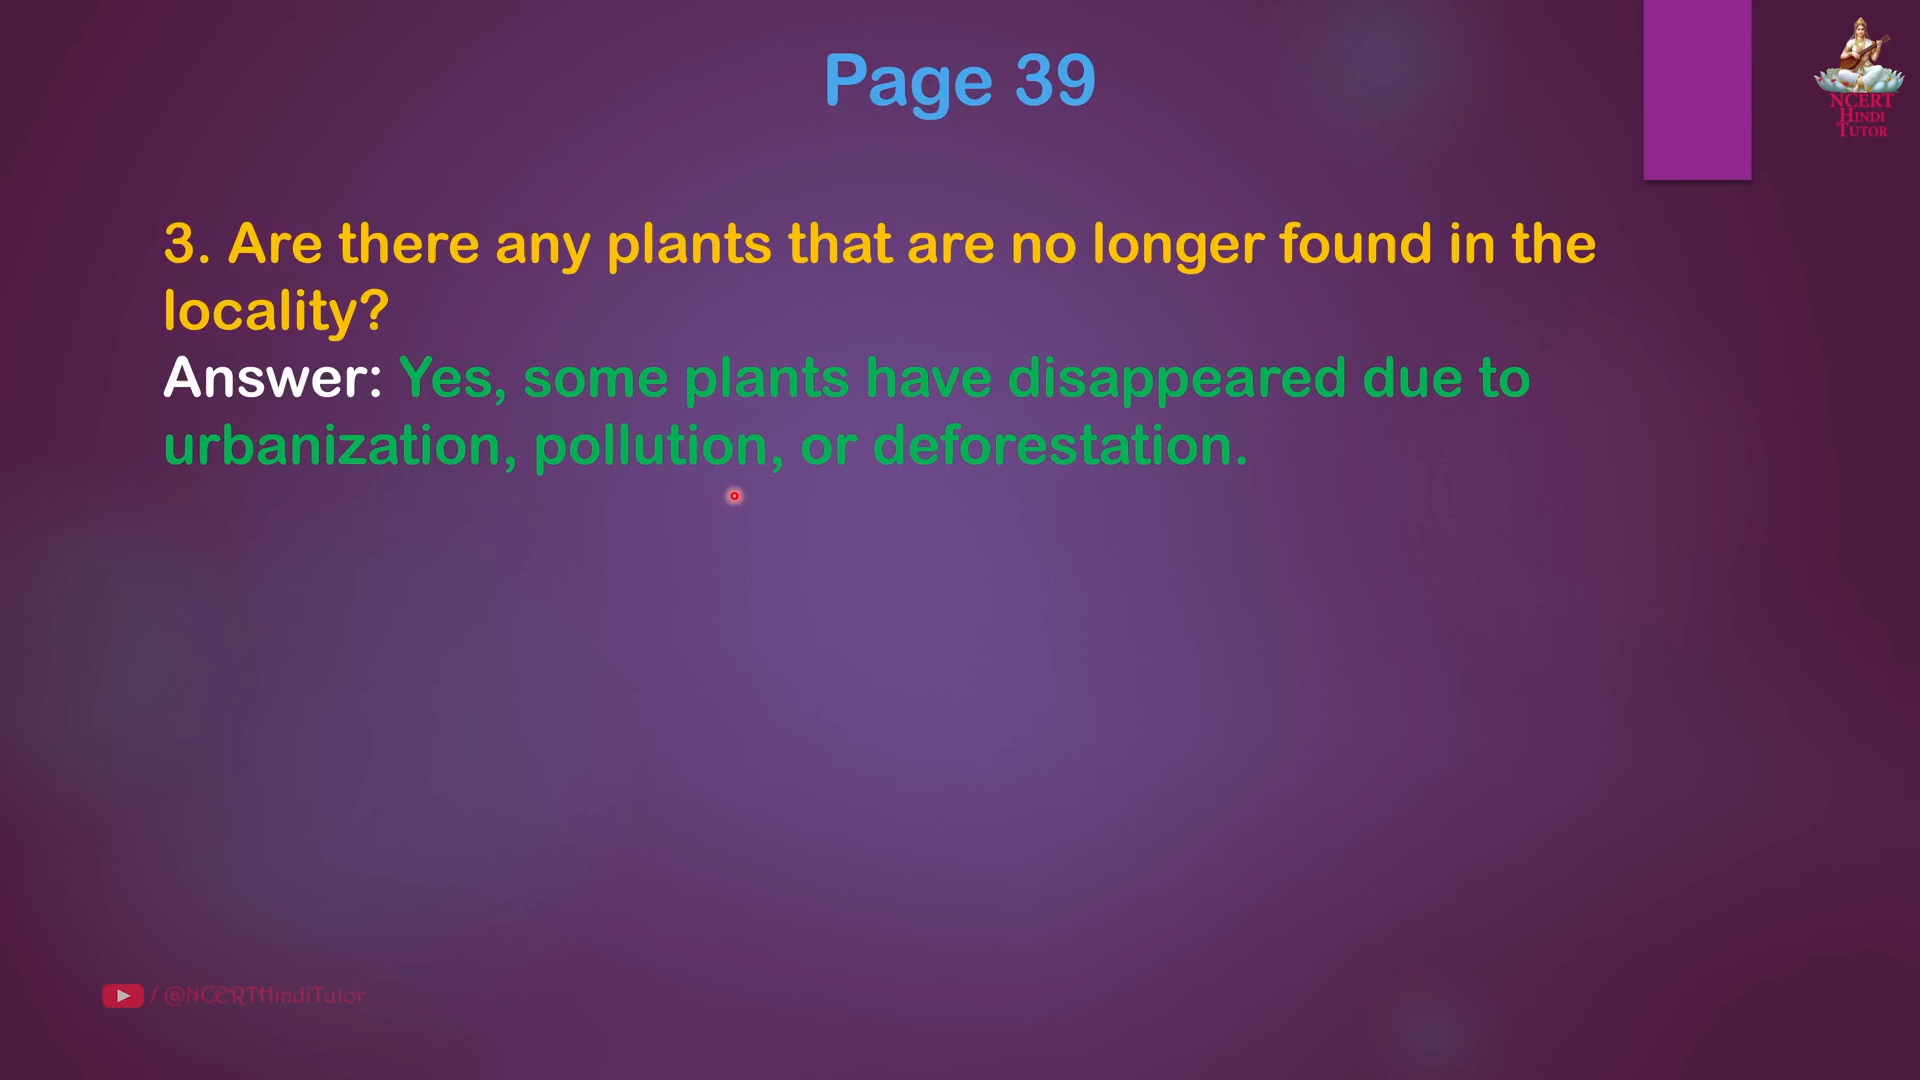 Page 39
NCERT
HINDI
TUTOR
3. Are there any plants that are no longer found in the
locality?
Answer: Yes, some plants have disappeared due to
urbanization, pollution, or deforestation.
/ @NCERTHindiTutor